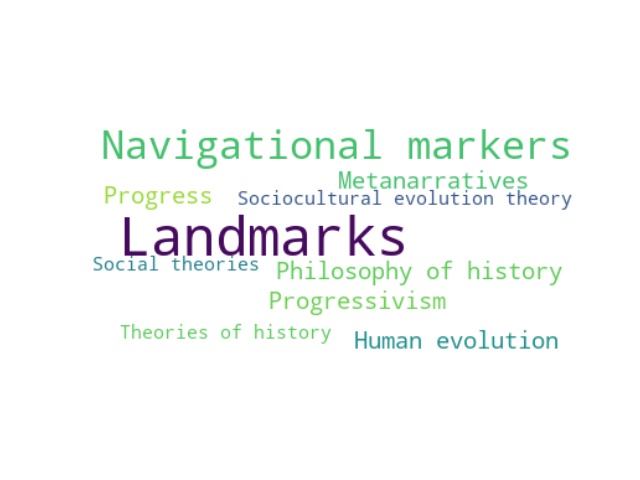 Navigational markers
Metanarratives
Progress
Sociocultural evolution theory
Landmarks
Social theories
Philosophy of history
Progressivism
Theories of history
Human evolution